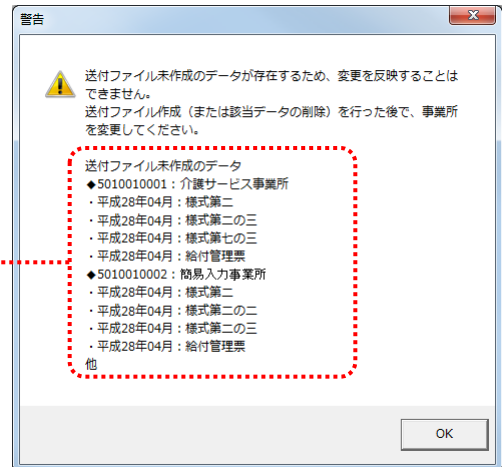 警告
送付ファイル未作成のデータが存在するため、変更を反映することは
できません。
送付ファイル作成（または該当データの削除）を行った後で、事業所
を変更してください。
送付ファイル未作成のデータ
◆5010010001：介護サービス事業所
・平成28年04月：様式第二
・平成28年04月：様式第二の三
・平成28年04月：様式第七の三
・平成28年04月：給付管理票
◆5010010002：簡易入力事業所
・平成28年04月：様式第二
・平成28年04月：様式第二の二
・平成28年04月：様式第二の三
・平成28年04月：給付管理票
他
OK